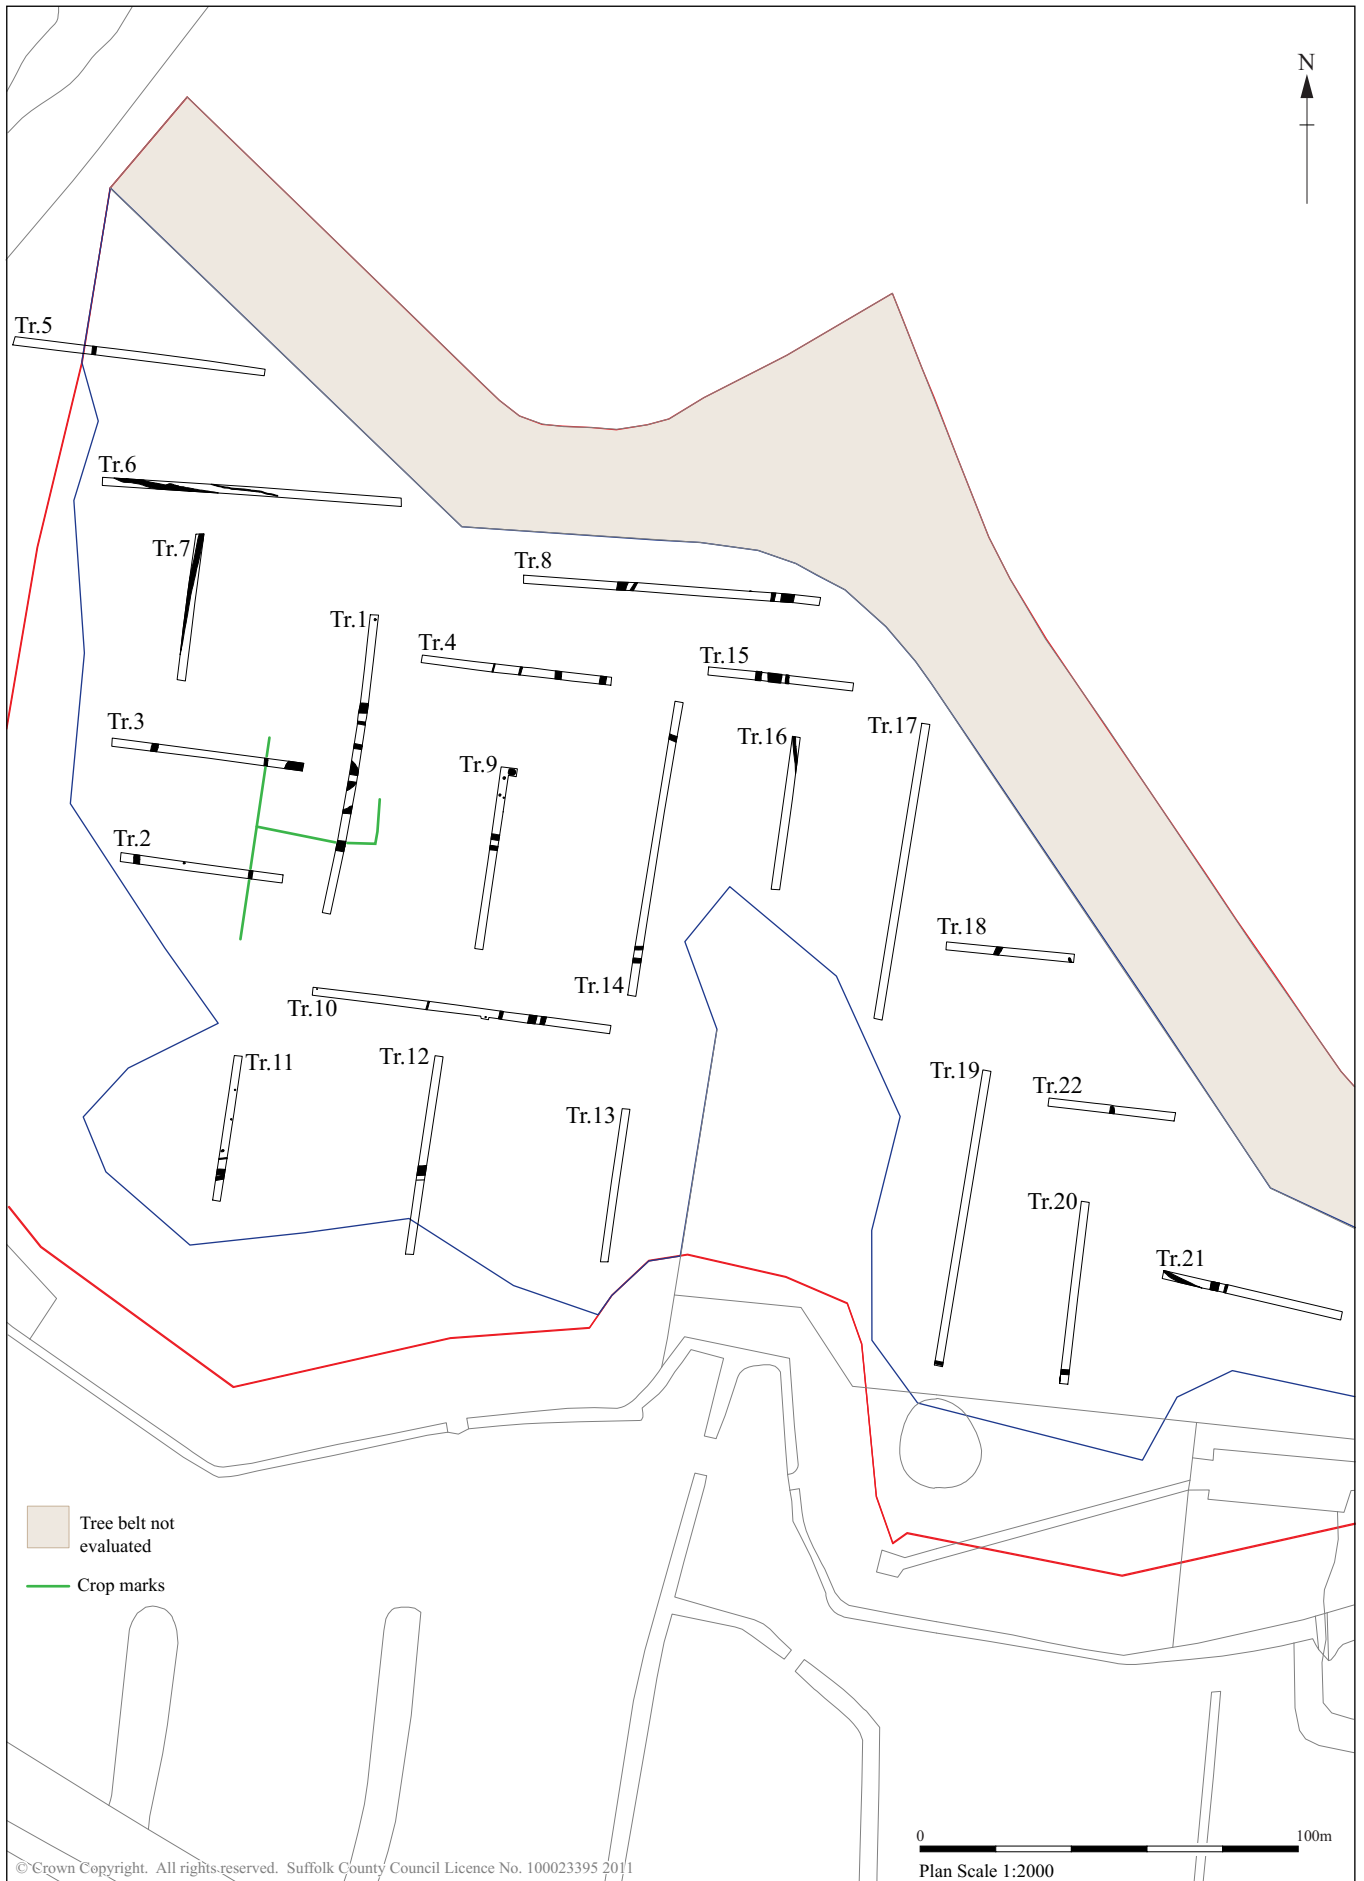 N
Tr.5
Tr.6
Tr.7
Tr.8
Tr.1
Tr.4
Tr.15
Tr.3
Tr.16
Tr.17
Tr.9
Tr.2
Tr.18
Tr.14
Tr.10
Tr.11
Tr.12
Tr.19
Tr.22
Tr.13
Tr.20
Tr.21
Tree belt not
evaluated
Crop marks
0 100m
Plan Scale 1:2000
© Crown Copyright. All rights reserved. Suffolk County Council Licence No. 100023395 2011